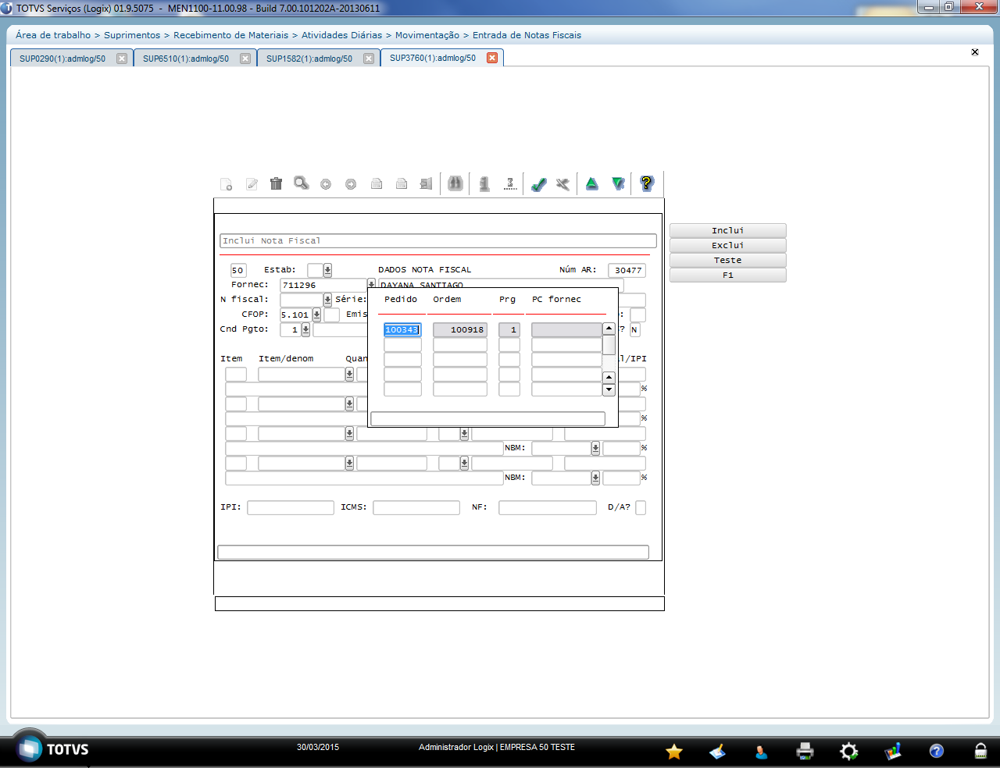 TOTVS Serviços (Logix) 01.9.5075 - MEN1100-11.00.98 - Build 7.00.101202A-20130611
Área de trabalho > Suprimentos > Recebimento de Materiais > Atividades Diárias > Movimentação > Entrada de Notas Fiscais
SUP0290(1):admlog/50 SUP6510(1):admlog/50 SUP1582(1):admlog/50 SUP3760(1):admlog/50
Inclui Nota Fiscal
Inclui
Exclui
Teste
F1
50 Estab: DADOS NOTA FISCAL Núm AR: 30477
Fornec: 711296 DAYANA SANTIAGO
N fiscal: Série:
CFOP: 5.101 Emis
Cnd Pgto: 1 ? N
Pedido Ordem Prg PC fornec
100343 100918 1
Item Item/denom Quan l/IPI
%
%
NBM: %
NBM: %
IPI: ICMS: NF: D/A?
TOTVS 30/03/2015 Administrador Logix | EMPRESA 50 TESTE